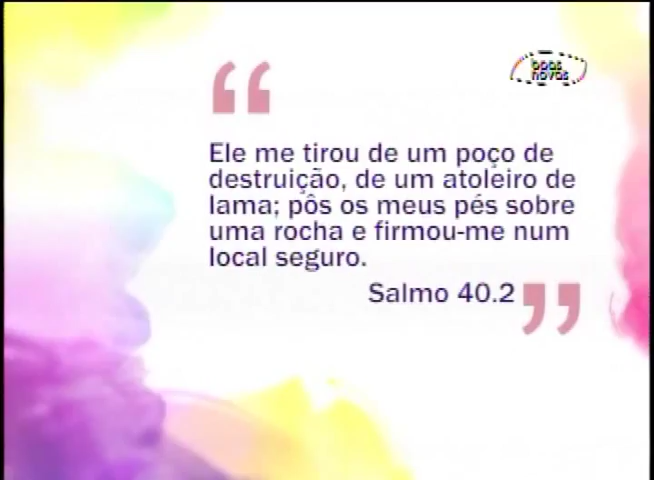 boas
novas
“
Ele me tirou de um poço de
destruição, de um atoleiro de
lama; pôs os meus pés sobre
uma rocha e firmou-me num
local seguro.
Salmo 40.2
”